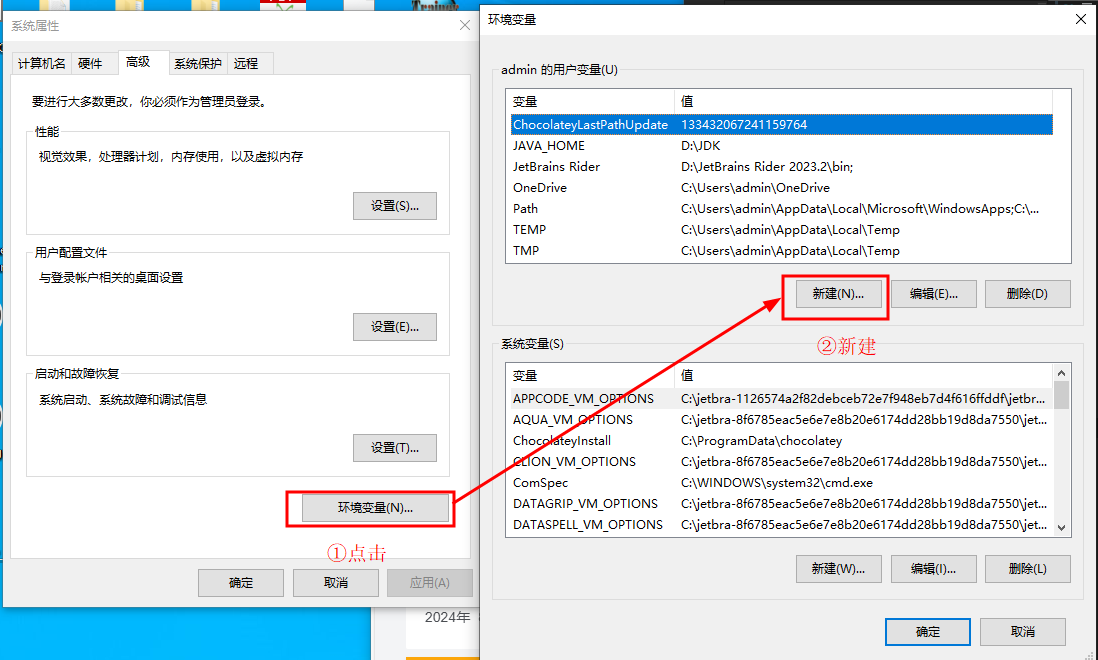 系统属性
计算机名 硬件 高级 系统保护 远程
要进行大多数更改，你必须作为管理员登录。
性能
视觉效果，处理器计划，内存使用，以及虚拟内存
设置(S)...
用户配置文件
与登录帐户相关的桌面设置
设置(E)...
启动和故障恢复
系统启动、系统故障和调试信息
设置(T)...
环境变量(N)...
①点击
确定 取消 应用(A)
2024年
环境变量
admin 的用户变量(U)
变量 值
ChocolateyLastPathUpdate 133432067241159764
JAVA_HOME D:\JDK
JetBrains Rider D:\JetBrains Rider 2023.2\bin;
OneDrive C:\Users\admin\OneDrive
Path C:\Users\admin\AppData\Local\Microsoft\WindowsApps;C:\...
TEMP C:\Users\admin\AppData\Local\Temp
TMP C:\Users\admin\AppData\Local\Temp
新建(N)... 编辑(E)... 删除(D)
②新建
系统变量(S)
变量 值
APPCODE_VM_OPTIONS C:\jetbra-1126574a2f82debceb72e7f948eb7d4f616ffddf\jetbr...
AQUA_VM_OPTIONS C:\jetbra-8f6785eac5e6e7e8b20e6174dd28bb19d8da7550\jet...
ChocolateyInstall C:\ProgramData\chocolatey
CLION_VM_OPTIONS C:\jetbra-8f6785eac5e6e7e8b20e6174dd28bb19d8da7550\jet...
ComSpec C:\WINDOWS\system32\cmd.exe
DATAGRIP_VM_OPTIONS C:\jetbra-8f6785eac5e6e7e8b20e6174dd28bb19d8da7550\jet...
DATASPELL_VM_OPTIONS C:\jetbra-8f6785eac5e6e7e8b20e6174dd28bb19d8da7550\jet...
新建(W)... 编辑(I)... 删除(L)
确定 取消